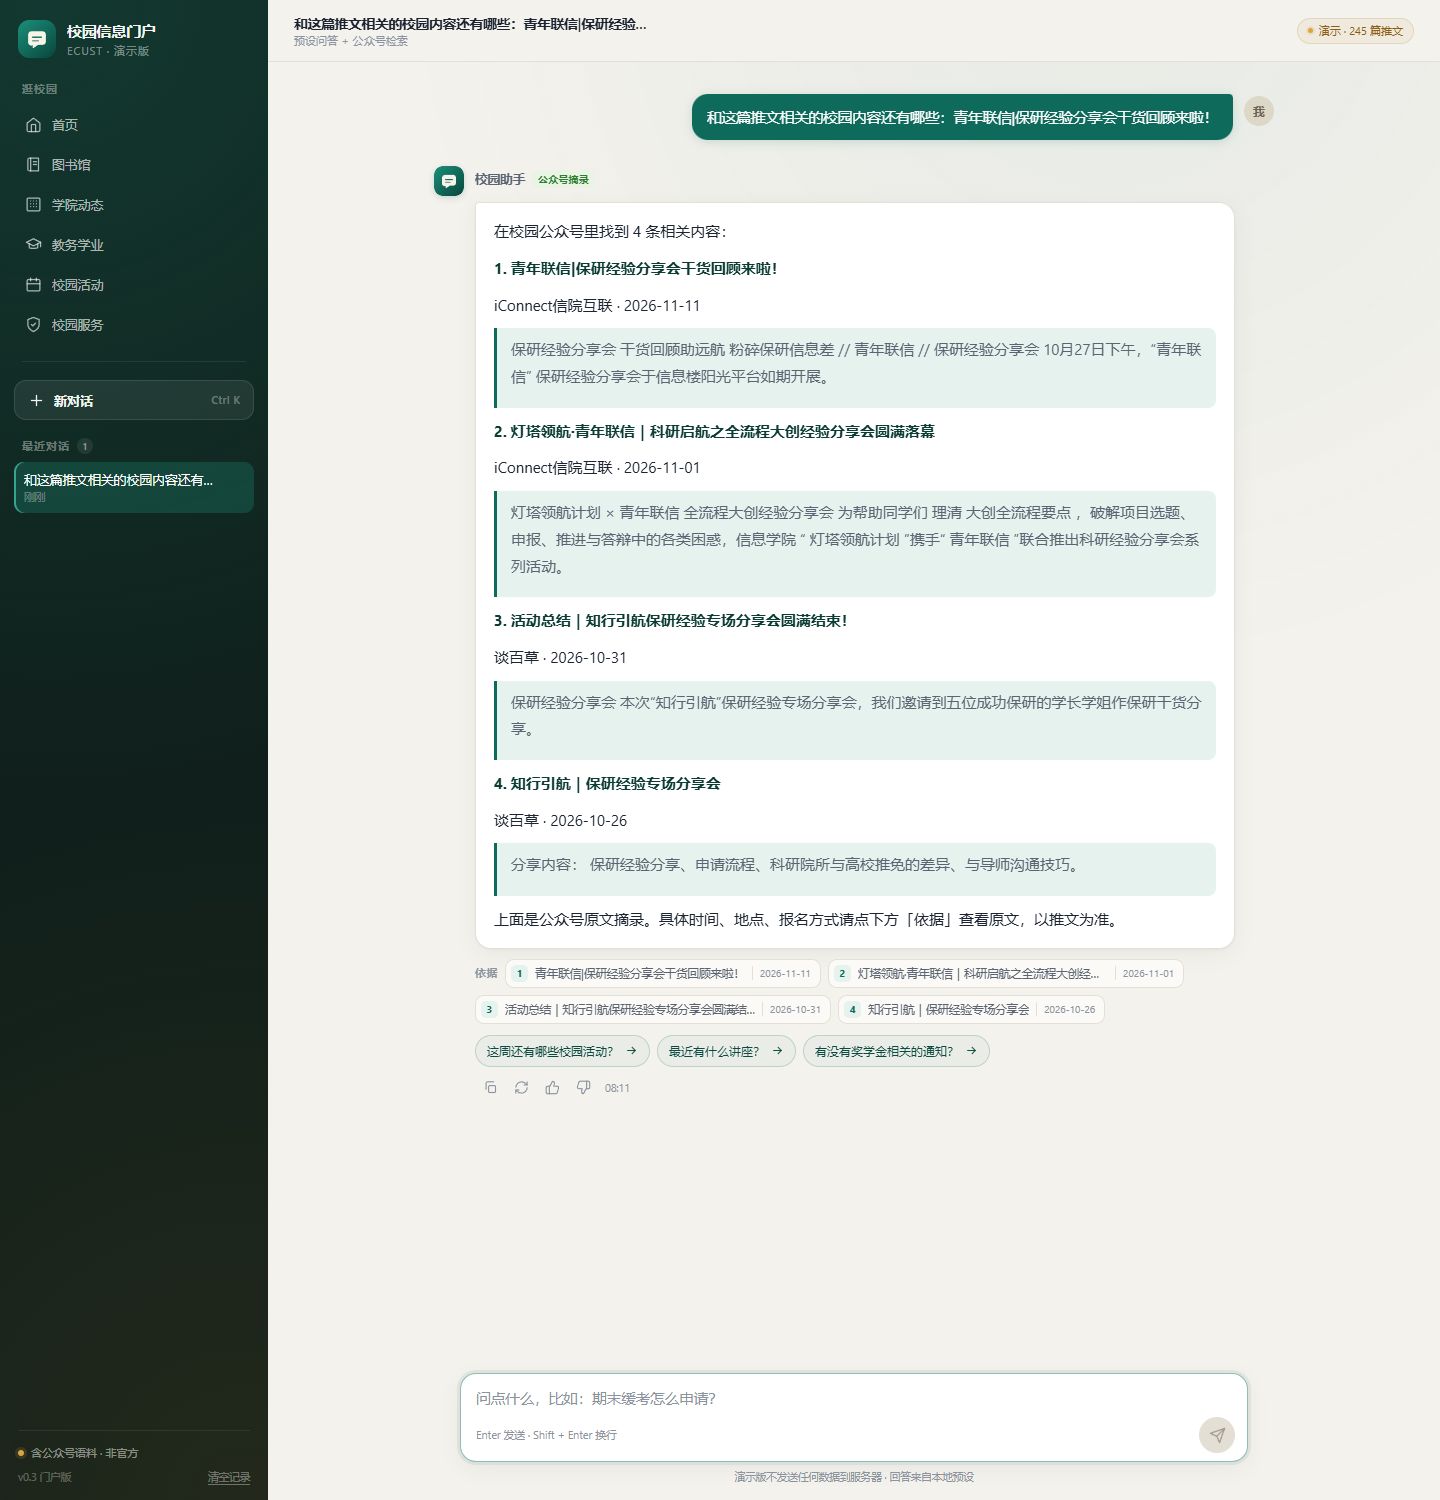 校园信息门户
ECUST · 演示版
逛校园
首页
图书馆
学院动态
教务学业
校园活动
校园服务
新对话 Ctrl K
最近对话 1
和这篇推文相关的校园内容还有...
刚刚
含公众号语料 · 非官方
v0.3 门户版 清空记录
和这篇推文相关的校园内容还有哪些：青年联信|保研经验...
预设问答 + 公众号检索
演示 · 245 篇推文
和这篇推文相关的校园内容还有哪些：青年联信|保研经验分享会干货回顾来啦！
我
校园助手 公众号摘录
在校园公众号里找到 4 条相关内容：
1. 青年联信|保研经验分享会干货回顾来啦！
iConnect信院互联 · 2026-11-11
保研经验分享会 干货回顾助远航 粉碎保研信息差 // 青年联信 // 保研经验分享会 10月27日下午，“青年联
信” 保研经验分享会于信息楼阳光平台如期开展。
2. 灯塔领航·青年联信 | 科研启航之全流程大创经验分享会圆满落幕
iConnect信院互联 · 2026-11-01
灯塔领航计划 × 青年联信 全流程大创经验分享会 为帮助同学们 理清 大创全流程要点 ，破解项目选题、
申报、推进与答辩中的各类困惑，信息学院 “ 灯塔领航计划 ”携手“ 青年联信 ”联合推出科研经验分享会系
列活动。
3. 活动总结 | 知行引航保研经验专场分享会圆满结束！
谈百草 · 2026-10-31
保研经验分享会 本次“知行引航”保研经验专场分享会，我们邀请到五位成功保研的学长学姐作保研干货分
享。
4. 知行引航 | 保研经验专场分享会
谈百草 · 2026-10-26
分享内容： 保研经验分享、申请流程、科研院所与高校推免的差异、与导师沟通技巧。
上面是公众号原文摘录。具体时间、地点、报名方式请点下方「依据」查看原文，以推文为准。
依据 1 青年联信|保研经验分享会干货回顾来啦！ 2026-11-11 2 灯塔领航·青年联信 | 科研启航之全流程大创经... 2026-11-01
3 活动总结 | 知行引航保研经验专场分享会圆满结... 2026-10-31 4 知行引航 | 保研经验专场分享会 2026-10-26
这周还有哪些校园活动？ → 最近有什么讲座？ → 有没有奖学金相关的通知？ →
08:11
问点什么，比如：期末缓考怎么申请？
Enter 发送 · Shift + Enter 换行
演示版不发送任何数据到服务器 · 回答来自本地预设